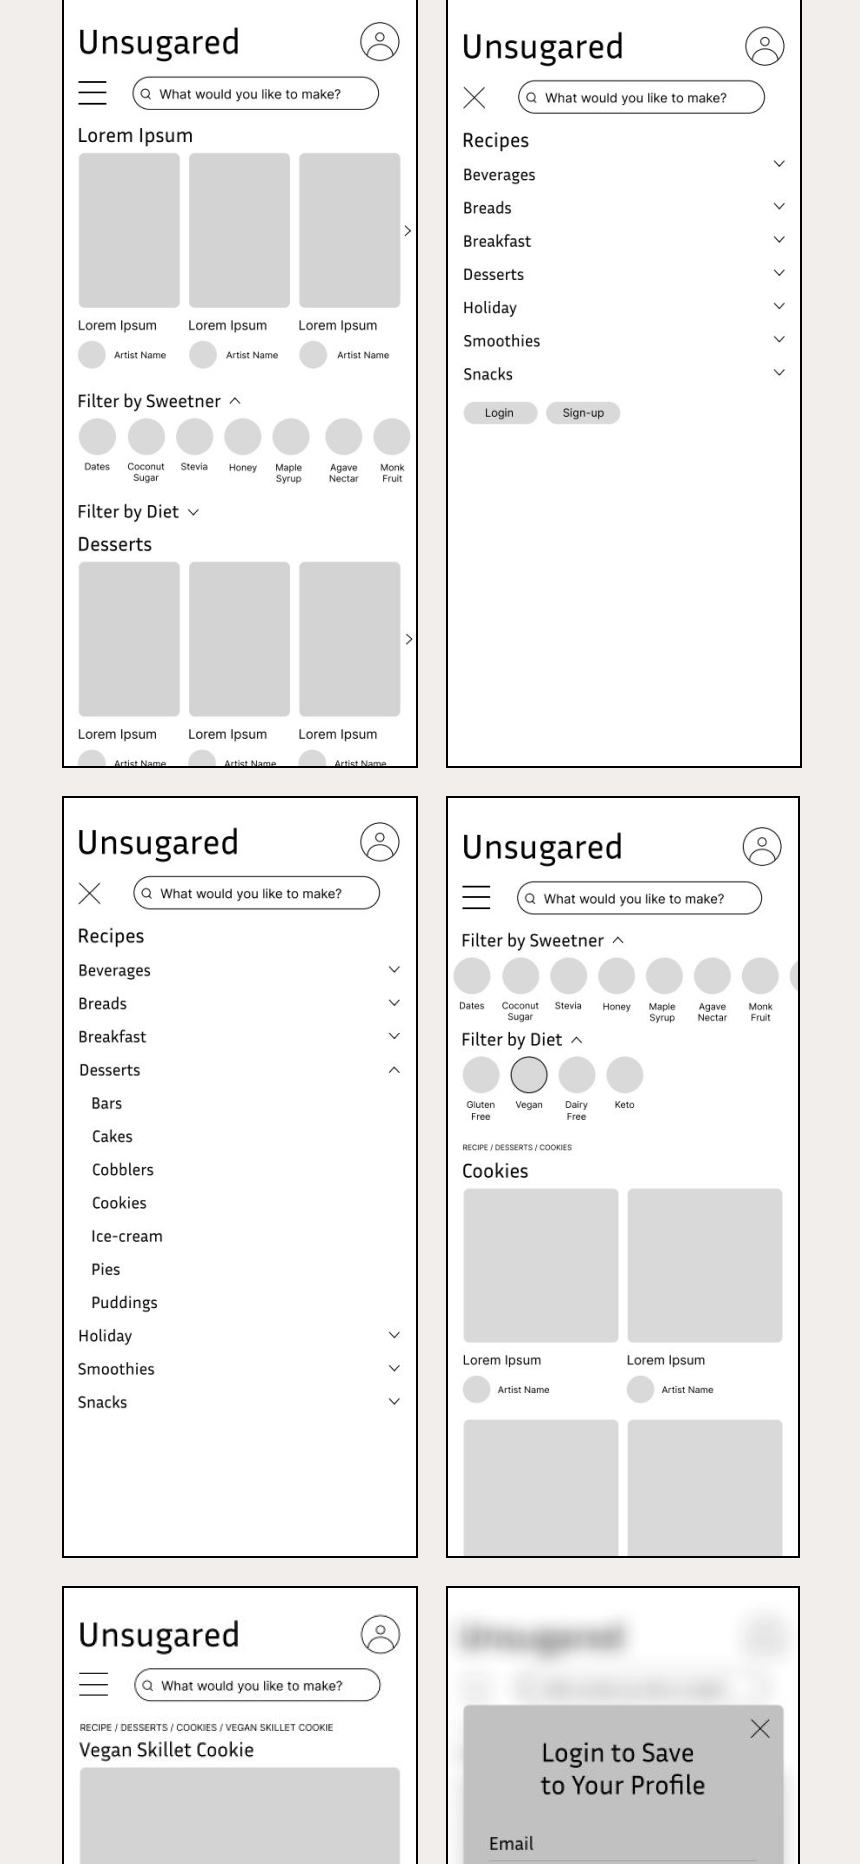 Unsugared
What would you like to make?
Lorem Ipsum
Lorem Ipsum Lorem Ipsum Lorem Ipsum
Artist Name Artist Name Artist Name
Filter by Sweetner
Dates Coconut Sugar Stevia Honey Maple Syrup Agave Nectar Monk Fruit
Filter by Diet
Desserts
Lorem Ipsum Lorem Ipsum Lorem Ipsum
Artist Name Artist Name Artist Name
Unsugared
What would you like to make?
Recipes
Beverages
Breads
Breakfast
Desserts
Holiday
Smoothies
Snacks
Login Sign-up
Unsugared
What would you like to make?
Recipes
Beverages
Breads
Breakfast
Desserts
Bars
Cakes
Cobblers
Cookies
Ice-cream
Pies
Puddings
Holiday
Smoothies
Snacks
Unsugared
What would you like to make?
Filter by Sweetner
Dates Coconut Sugar Stevia Honey Maple Syrup Agave Nectar Monk Fruit
Filter by Diet
Gluten Free Vegan Dairy Free Keto
RECIPE / DESSERTS / COOKIES
Cookies
Lorem Ipsum Lorem Ipsum
Artist Name Artist Name
Unsugared
What would you like to make?
RECIPE / DESSERTS / COOKIES / VEGAN SKILLET COOKIE
Vegan Skillet Cookie
Unsugared
Login to Save
to Your Profile
Email